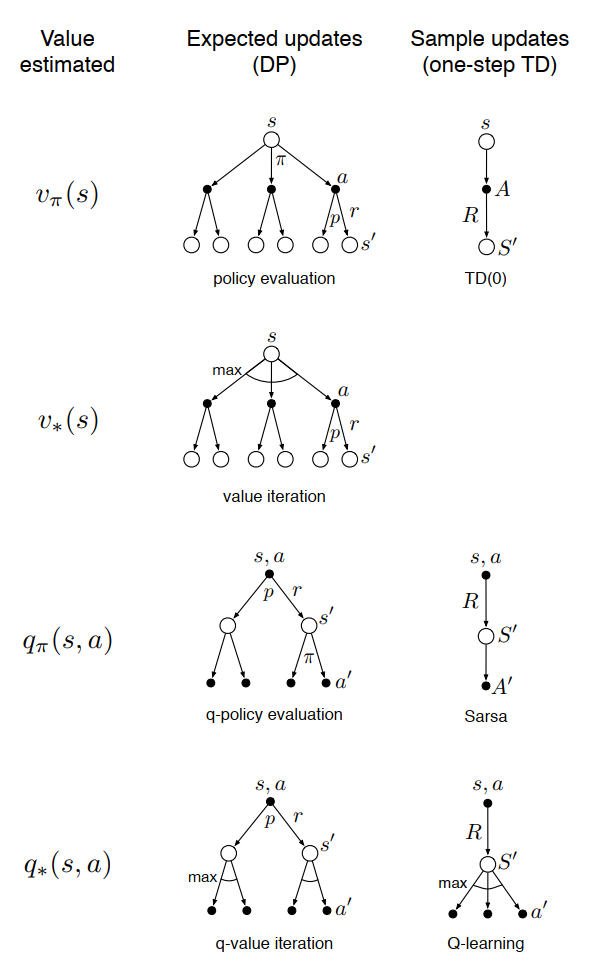 Value estimated
Expected updates (DP)
Sample updates (one-step TD)
v_π(s)
s
π
a
p
r
s′
policy evaluation
s
A
R
S′
TD(0)
v_*(s)
s
max
a
p
r
s′
value iteration
q_π(s, a)
s, a
p
r
s′
π
a′
q-policy evaluation
s, a
R
S′
A′
Sarsa
q_*(s, a)
s, a
p
r
s′
max
a′
q-value iteration
s, a
R
S′
max
a′
Q-learning